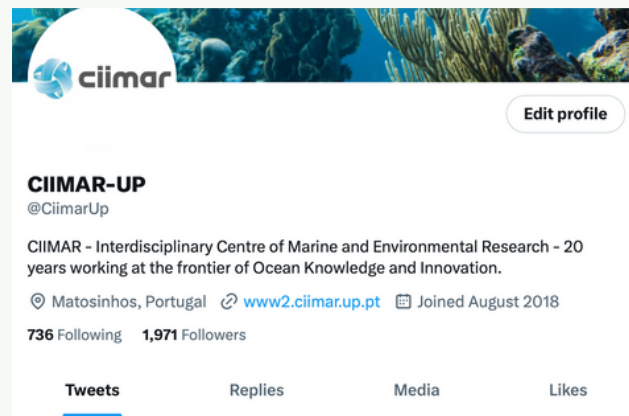 ciimar
Edit profile
CIIMAR-UP
@CiimarUp
CIIMAR - Interdisciplinary Centre of Marine and Environmental Research - 20
years working at the frontier of Ocean Knowledge and Innovation.
Matosinhos, Portugal www2.ciimar.up.pt Joined August 2018
736 Following 1,971 Followers
Tweets Replies Media Likes